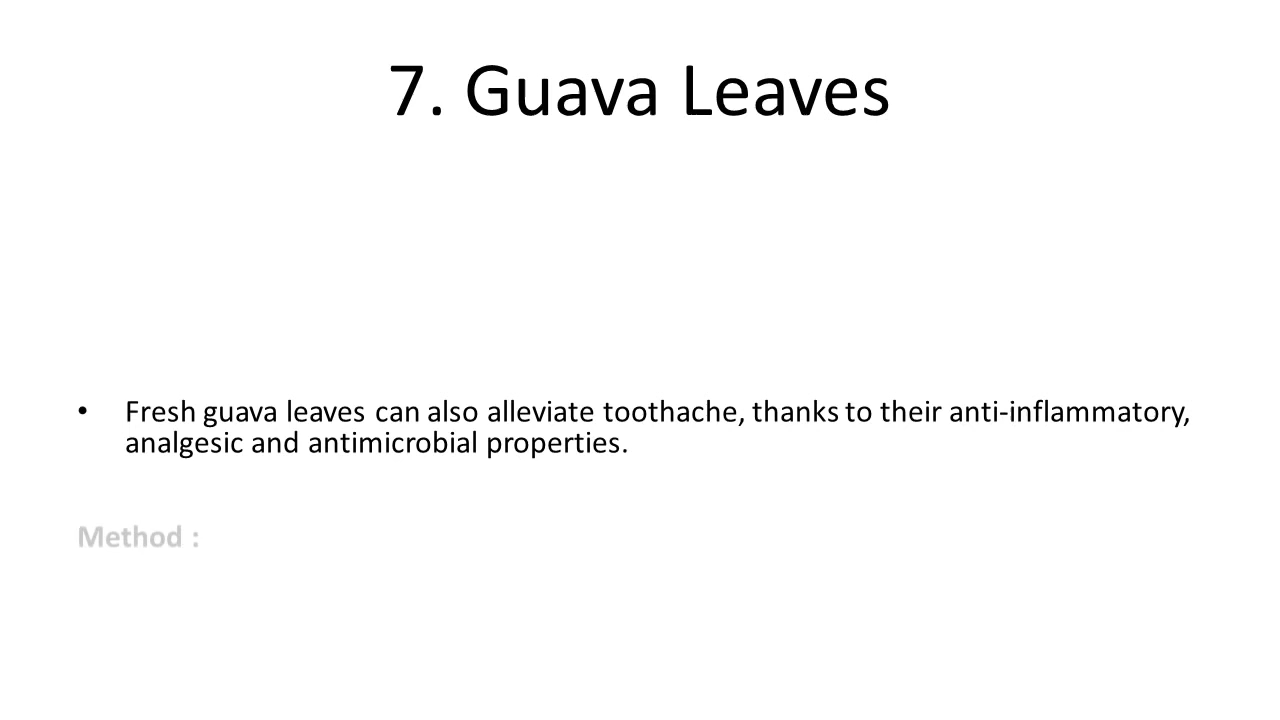 7. Guava Leaves
• Fresh guava leaves can also alleviate toothache, thanks to their anti-inflammatory,
analgesic and antimicrobial properties.
Method :